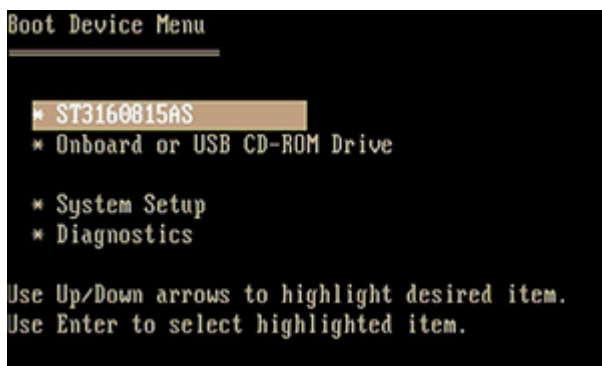 Boot Device Menu
* ST3160815AS
* Onboard or USB CD-ROM Drive
* System Setup
* Diagnostics
Use Up/Down arrows to highlight desired item.
Use Enter to select highlighted item.